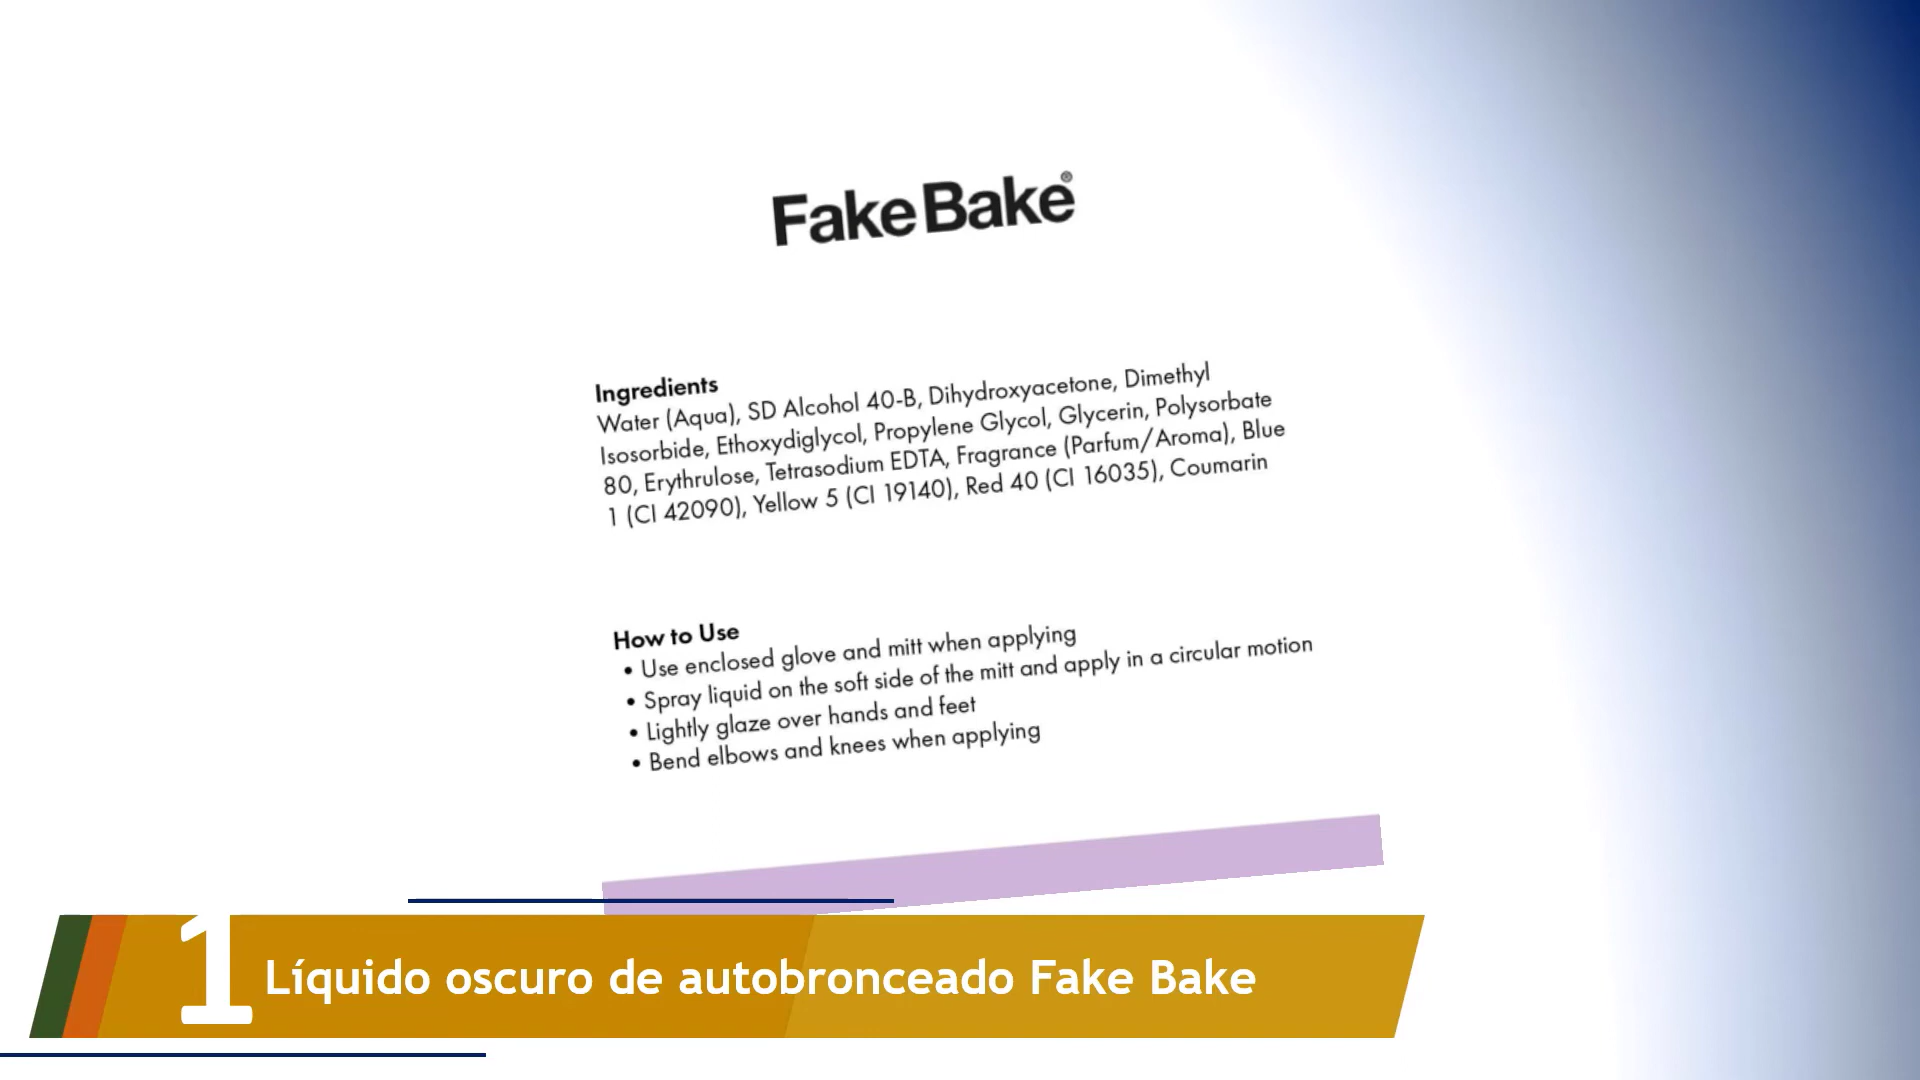 Fake Bake®
Ingredients
Water (Aqua), SD Alcohol 40-B, Dihydroxyacetone, Dimethyl
Isosorbide, Ethoxydiglycol, Propylene Glycol, Glycerin, Polysorbate
80, Erythrulose, Tetrasodium EDTA, Fragrance (Parfum/Aroma), Blue
1 (CI 42090), Yellow 5 (CI 19140), Red 40 (CI 16035), Coumarin
How to Use
• Use enclosed glove and mitt when applying
• Spray liquid on the soft side of the mitt and apply in a circular motion
• Lightly glaze over hands and feet
• Bend elbows and knees when applying
1 Líquido oscuro de autobronceado Fake Bake